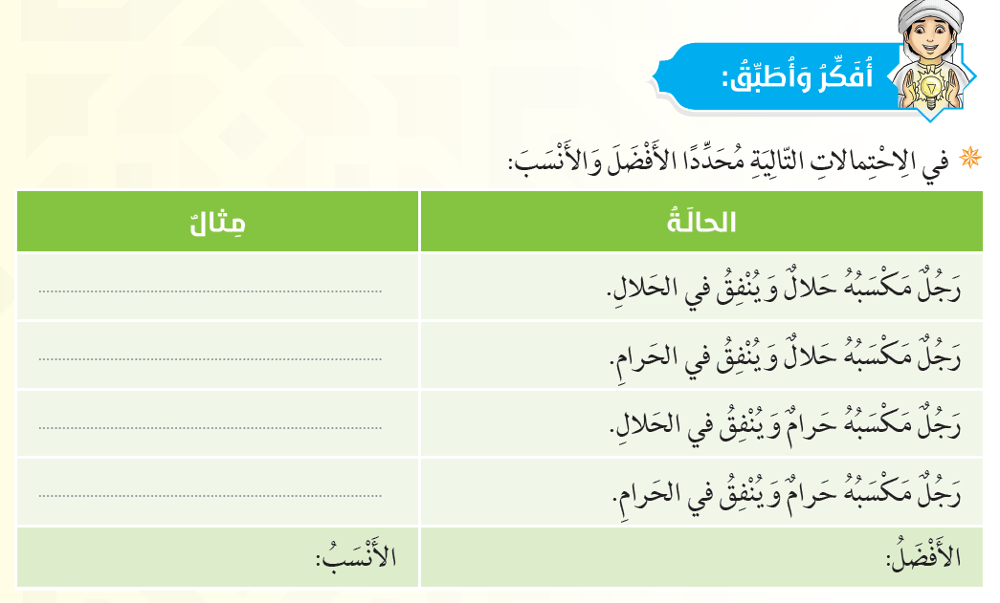 أُفَكِّرُ وَأُطَبِّقُ:
في الِاحْتِمالاتِ التّالِيَةِ مُحَدِّدًا الأَفْضَلَ وَالأَنْسَبَ:
الحالَةُ مِثالٌ
رَجُلٌ مَكْسَبُهُ حَلالٌ وَيُنْفِقُ في الحَلالِ. ........................
رَجُلٌ مَكْسَبُهُ حَلالٌ وَيُنْفِقُ في الحَرامِ. ........................
رَجُلٌ مَكْسَبُهُ حَرامٌ وَيُنْفِقُ في الحَلالِ. ........................
رَجُلٌ مَكْسَبُهُ حَرامٌ وَيُنْفِقُ في الحَرامِ. ........................
الأَفْضَلُ: الأَنْسَبُ: